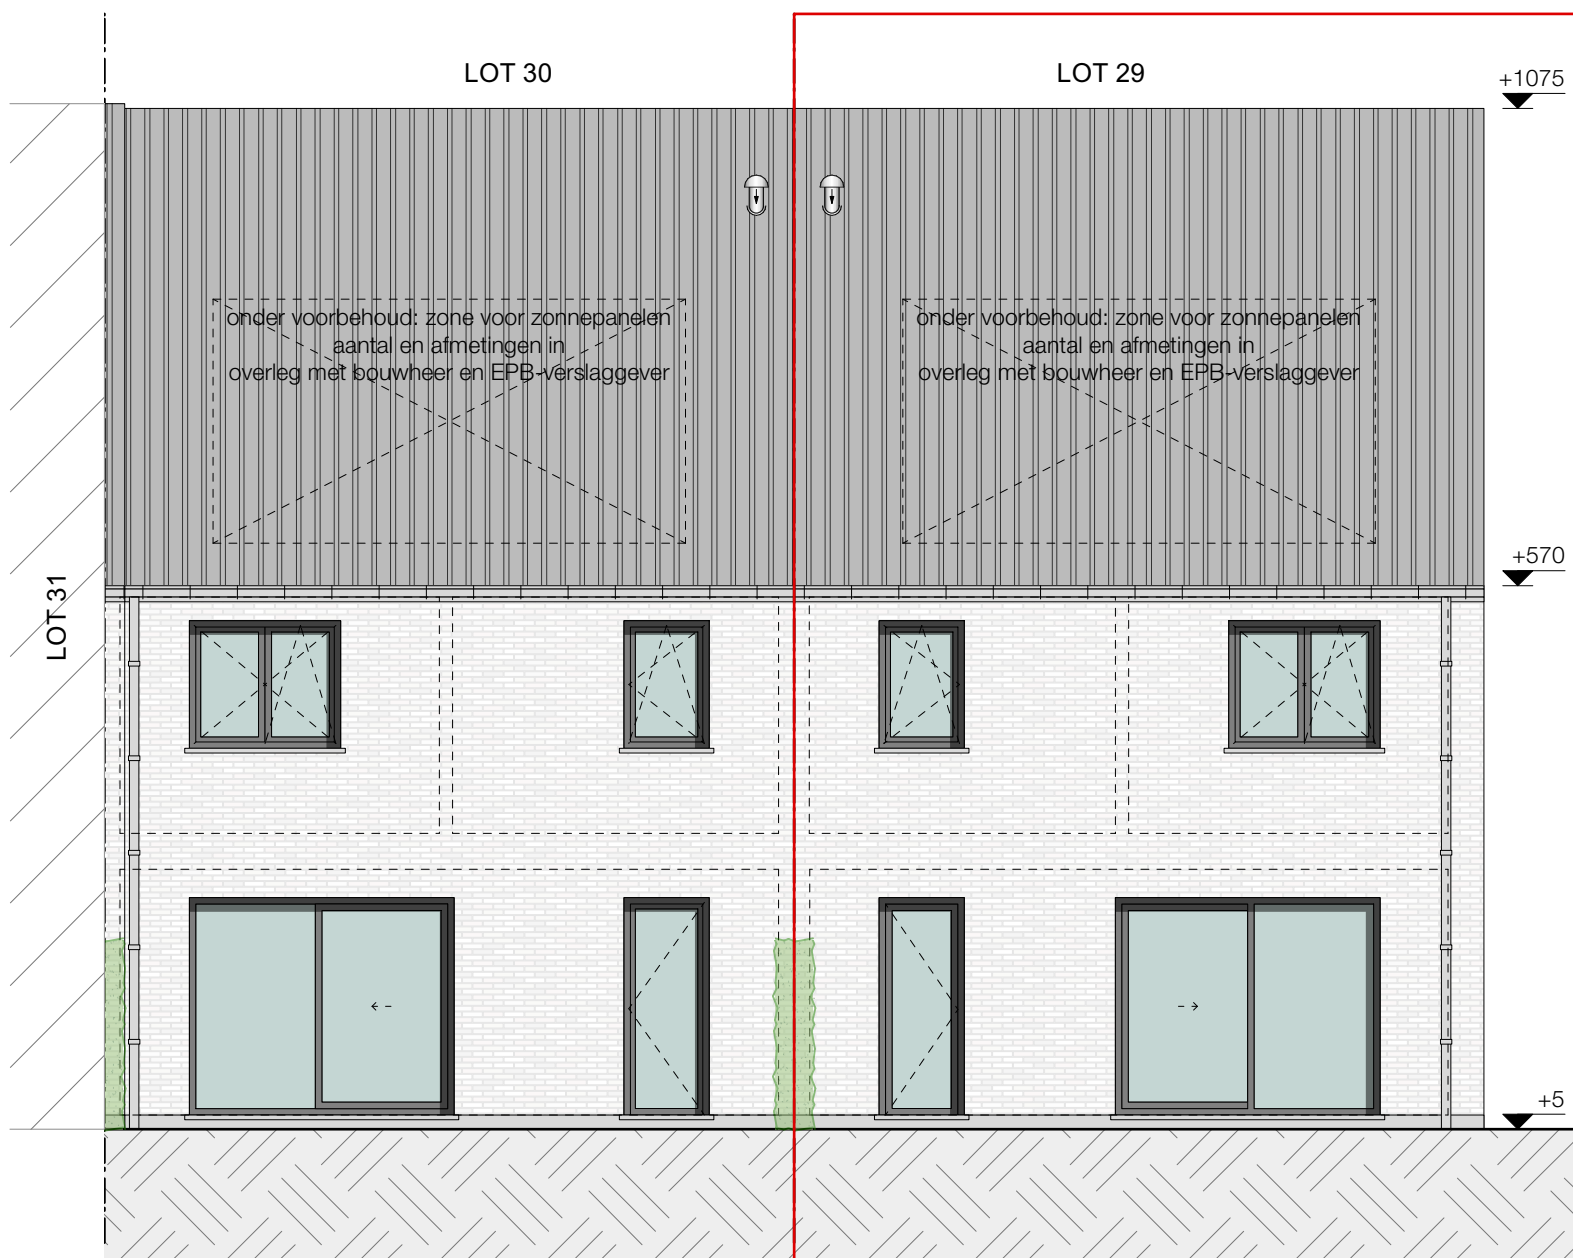 LOT 30
LOT 29
+1075
onder voorbehoud: zone voor zonnepanelen
aantal en afmetingen in
overleg met bouwheer en EPB-verslaggever
onder voorbehoud: zone voor zonnepanelen
aantal en afmetingen in
overleg met bouwheer en EPB-verslaggever
+570
LOT 31
+5